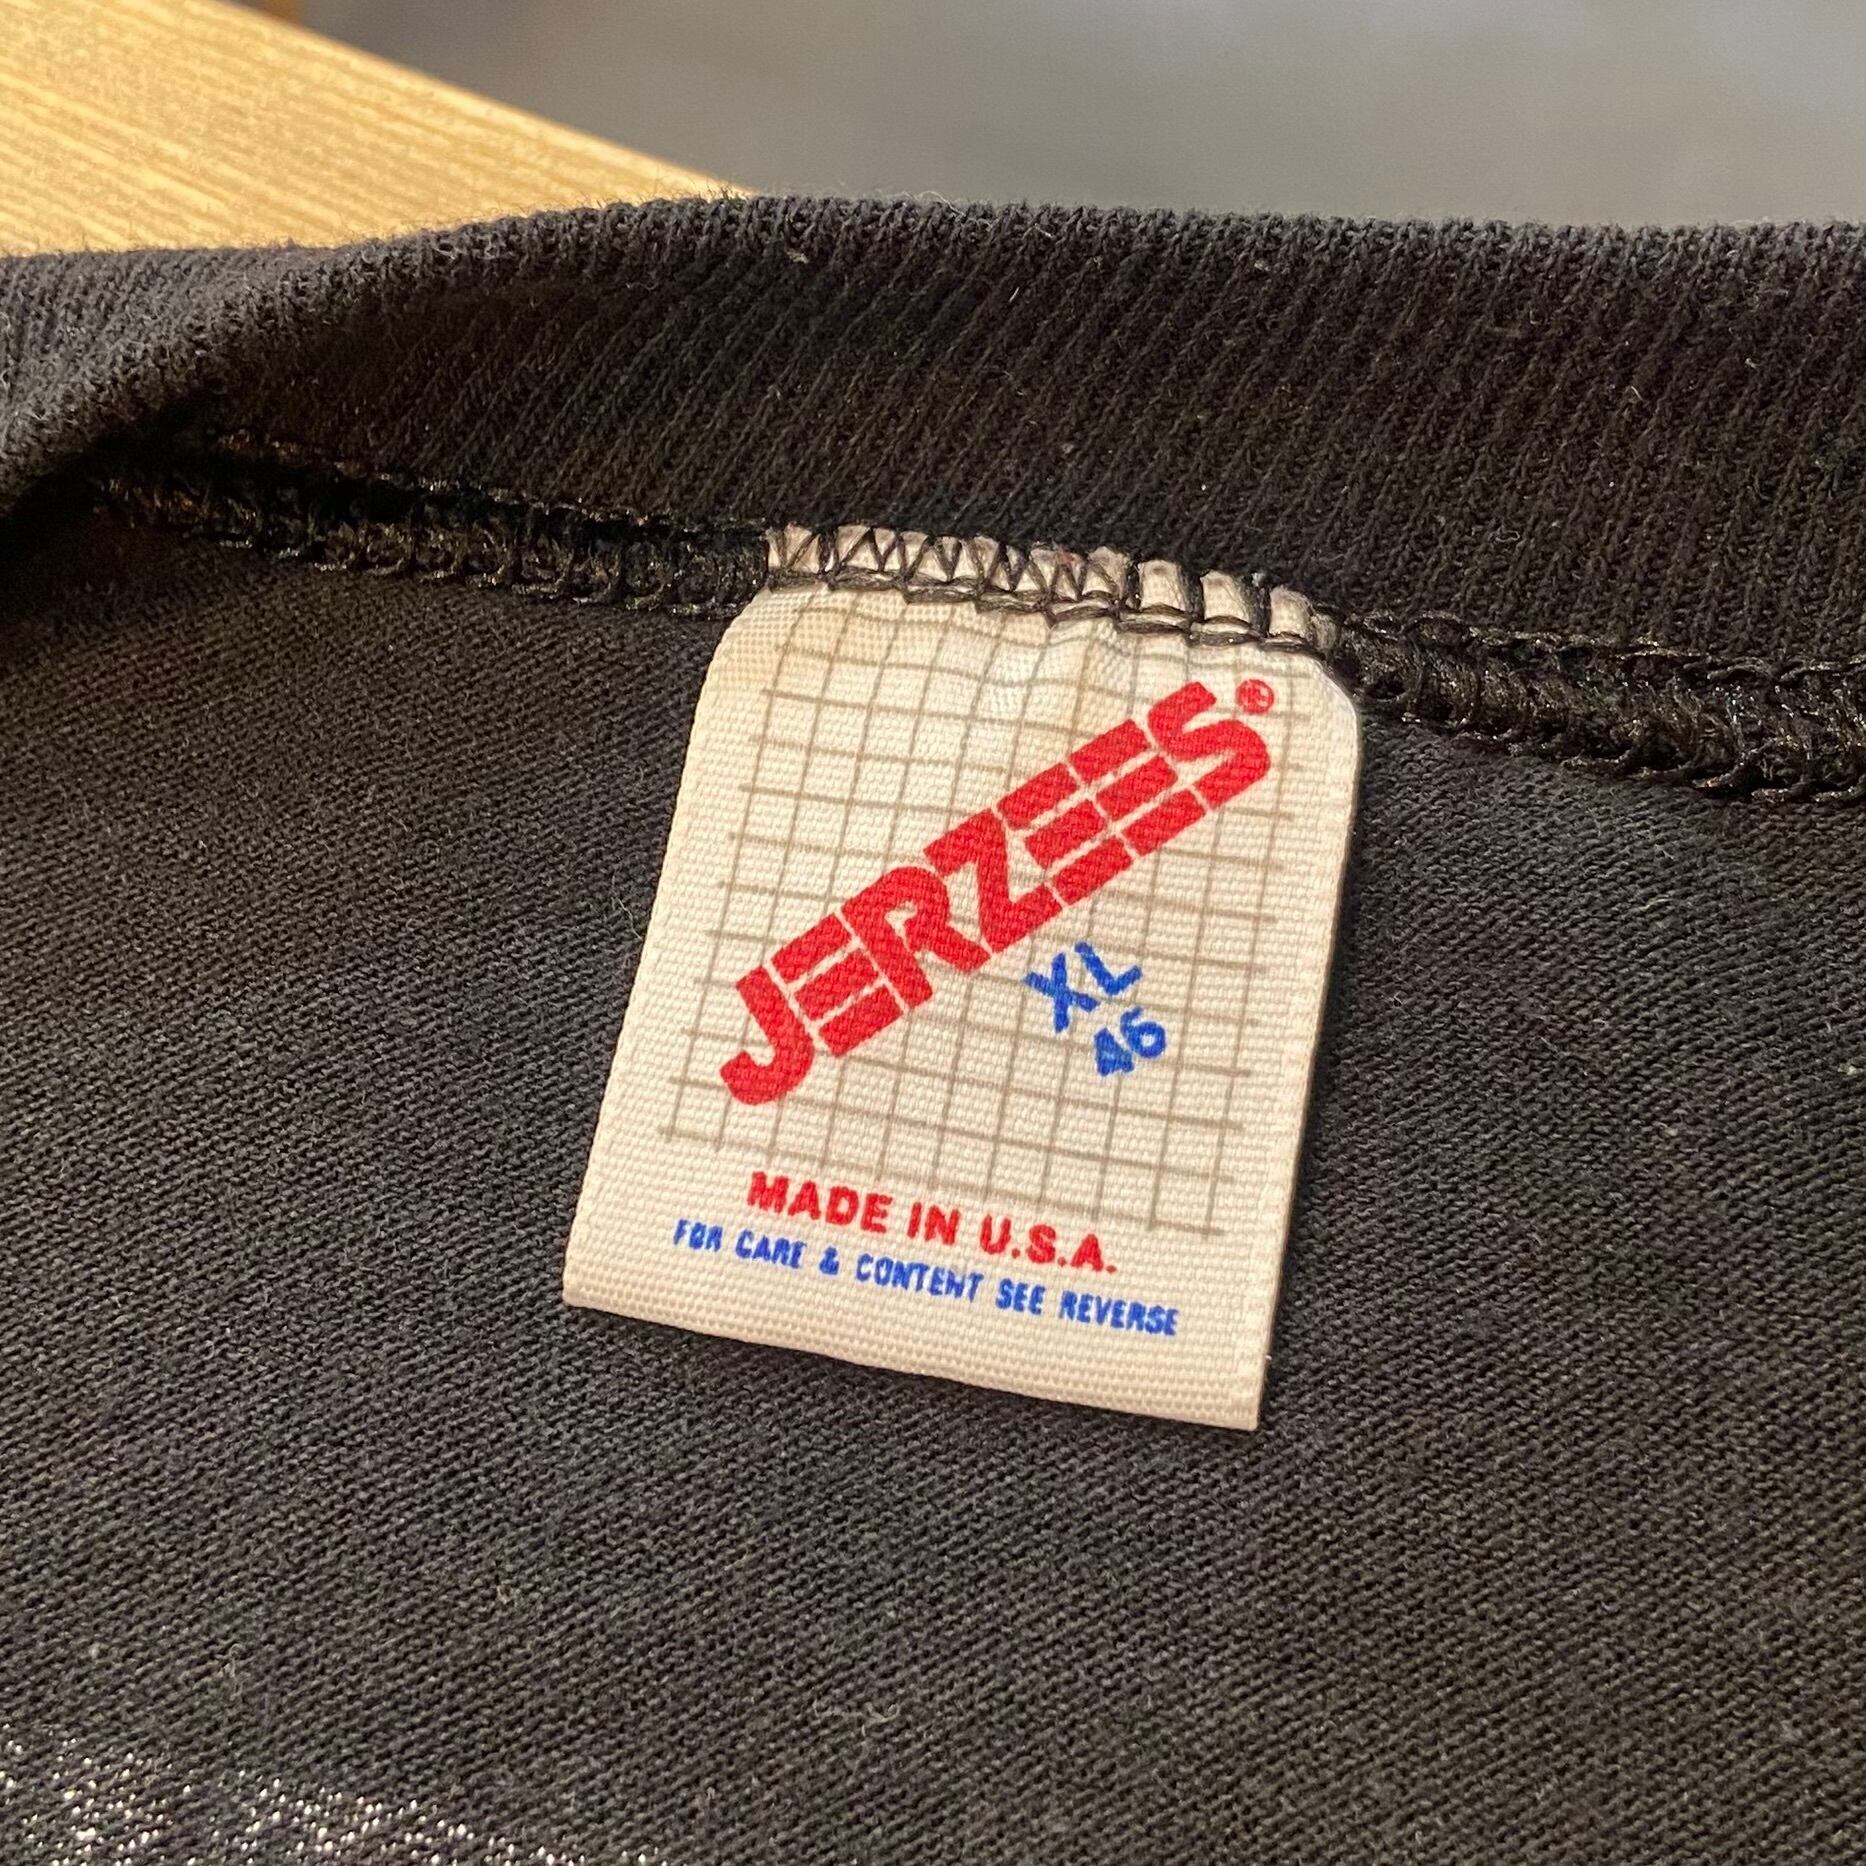 JERZEES®
XL
46
MADE IN U.S.A.
FOR CARE & CONTENT SEE REVERSE